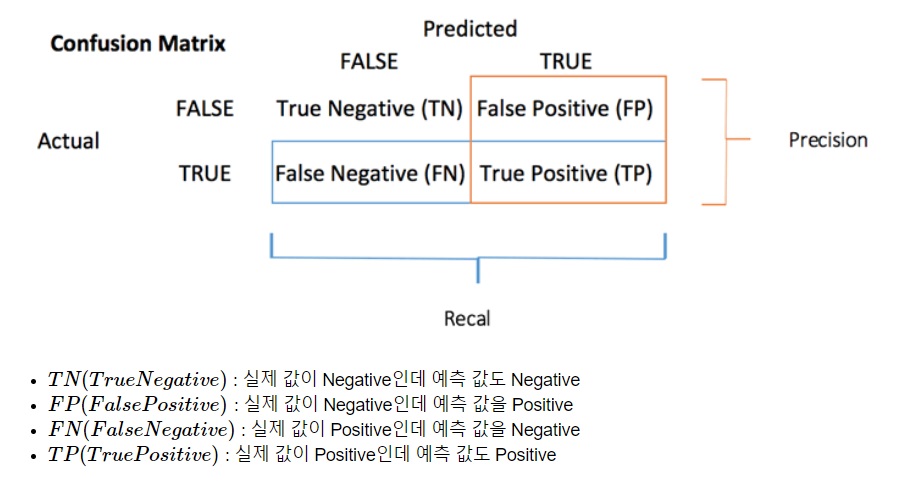 Predicted
Confusion Matrix
FALSE TRUE
FALSE True Negative (TN) False Positive (FP)
Actual Precision
TRUE False Negative (FN) True Positive (TP)
Recal
• TN(TrueNegative) : 실제 값이 Negative인데 예측 값도 Negative
• FP(FalsePositive) : 실제 값이 Negative인데 예측 값을 Positive
• FN(FalseNegative) : 실제 값이 Positive인데 예측 값을 Negative
• TP(TruePositive) : 실제 값이 Positive인데 예측 값도 Positive